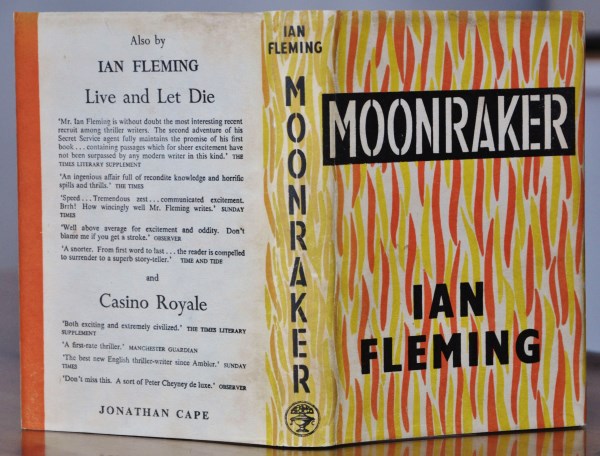 Also by
IAN FLEMING
Live and Let Die
'Mr. Ian Fleming is without doubt the most interesting recent
recruit among thriller writers. The second adventure of his
Secret Service agent fully maintains the promise of his first
book . . . containing passages which for sheer excitement have
not been surpassed by any modern writer in this kind.' THE
TIMES LITERARY SUPPLEMENT
'An ingenious affair full of recondite knowledge and horrific
spills and thrills.' THE TIMES
'Speed . . . Tremendous zest . . . communicated excitement.
Brrh! How wincingly well Mr. Fleming writes.' SUNDAY
TIMES
'Well above average for excitement and oddity. Don't
blame me if you get a stroke.' OBSERVER
'A snorter. From first word to last . . . the reader is compelled
to surrender to a superb story-teller.' TIME AND TIDE
and
Casino Royale
'Both exciting and extremely civilized.' THE TIMES LITERARY
SUPPLEMENT
'A first-rate thriller.' MANCHESTER GUARDIAN
'The best new English thriller-writer since Ambler.' SUNDAY
TIMES
'Don't miss this. A sort of Peter Cheyney de luxe.' OBSERVER
JONATHAN CAPE
IAN
FLEMING
MOONRAKER
MOONRAKER
IAN
FLEMING